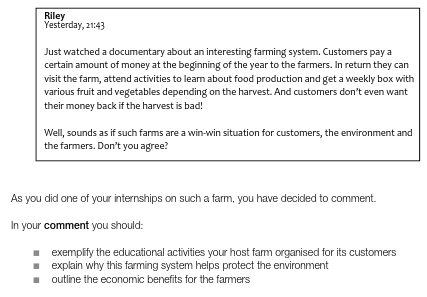 Riley
Yesterday, 21:43
Just watched a documentary about an interesting farming system. Customers pay a
certain amount of money at the beginning of the year to the farmers. In return they can
visit the farm, attend activities to learn about food production and get a weekly box with
various fruit and vegetables depending on the harvest. And customers don't even want
their money back if the harvest is bad!
Well, sounds as if such farms are a win-win situation for customers, the environment and
the farmers. Don't you agree?
As you did one of your internships on such a farm, you have decided to comment.
In your comment you should:
■ exemplify the educational activities your host farm organised for its customers
■ explain why this farming system helps protect the environment
■ outline the economic benefits for the farmers